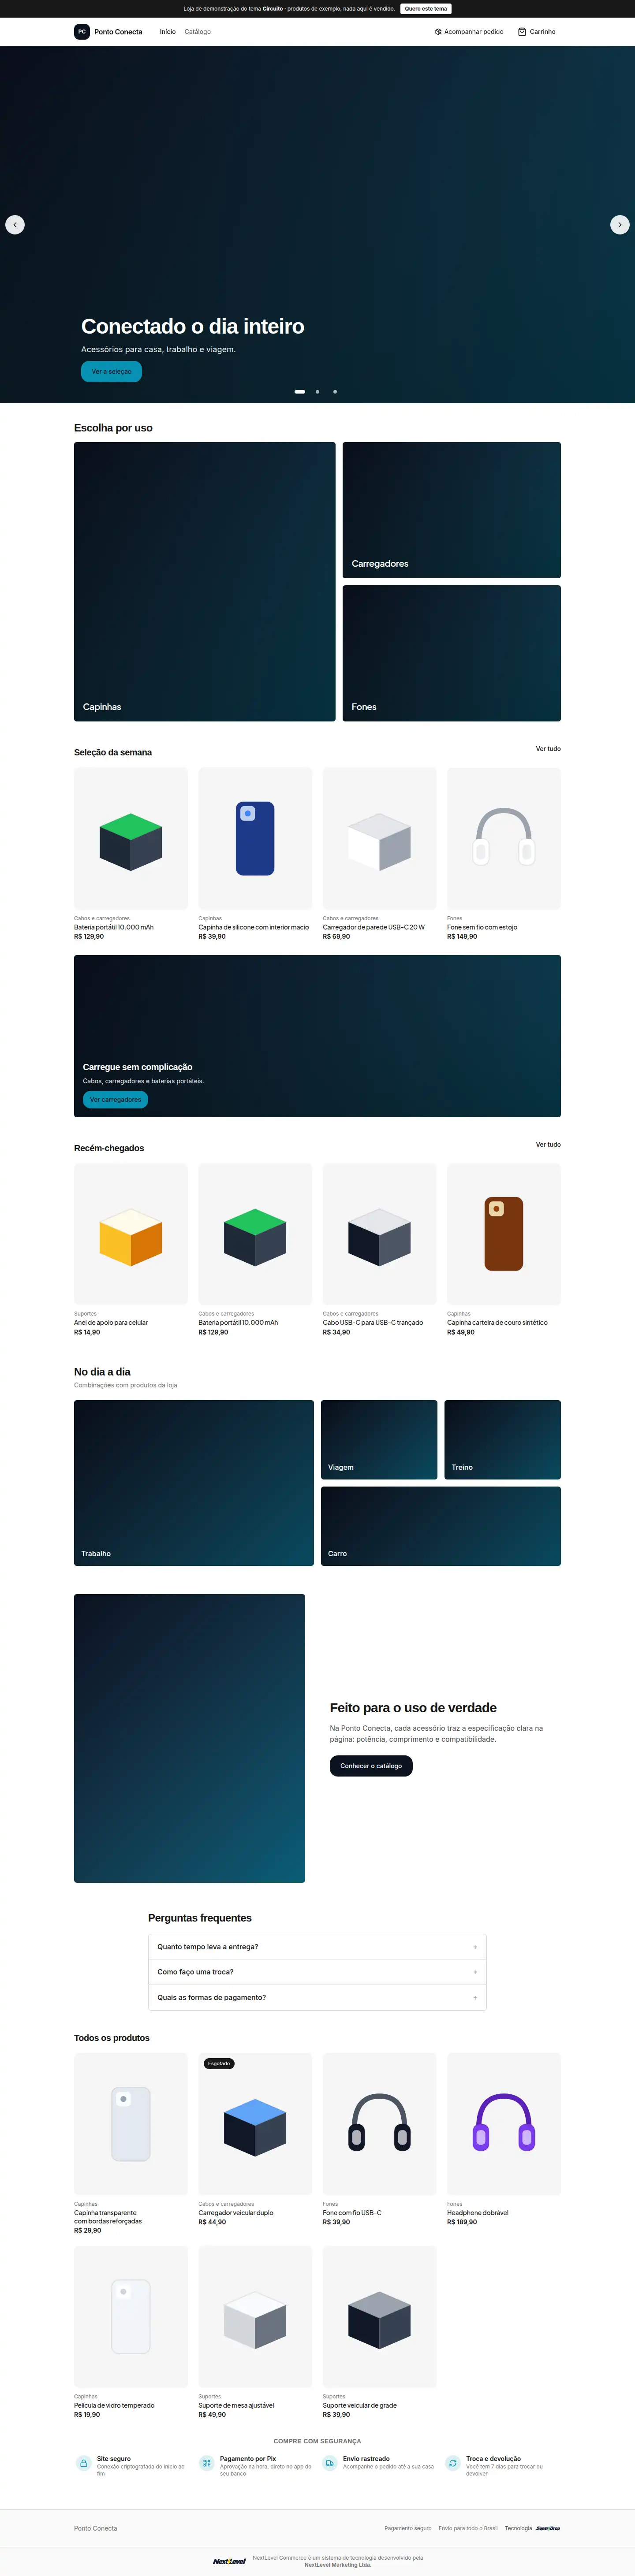 Loja de demonstração do tema Circuito · produtos de exemplo, nada aqui é vendido. Quero este tema
PC Ponto Conecta Início Catálogo Acompanhar pedido Carrinho
Conectado o dia inteiro
Acessórios para casa, trabalho e viagem.
Ver a seleção
Escolha por uso
Capinhas
Carregadores
Fones
Seleção da semana
Ver tudo
Cabos e carregadores
Bateria portátil 10.000 mAh
R$ 129,90
Capinhas
Capinha de silicone com interior macio
R$ 39,90
Cabos e carregadores
Carregador de parede USB-C 20 W
R$ 69,90
Fones
Fone sem fio com estojo
R$ 149,90
Carregue sem complicação
Cabos, carregadores e baterias portáteis.
Ver carregadores
Recém-chegados
Ver tudo
Suportes
Anel de apoio para celular
R$ 14,90
Cabos e carregadores
Bateria portátil 10.000 mAh
R$ 129,90
Cabos e carregadores
Cabo USB-C para USB-C trançado
R$ 34,90
Capinhas
Capinha carteira de couro sintético
R$ 49,90
No dia a dia
Combinações com produtos da loja
Trabalho
Viagem
Treino
Carro
Feito para o uso de verdade
Na Ponto Conecta, cada acessório traz a especificação clara na
página: potência, comprimento e compatibilidade.
Conhecer o catálogo
Perguntas frequentes
Quanto tempo leva a entrega? +
Como faço uma troca? +
Quais as formas de pagamento? +
Todos os produtos
Capinhas
Capinha transparente
com bordas reforçadas
R$ 29,90
Esgotado
Cabos e carregadores
Carregador veicular duplo
R$ 44,90
Fones
Fone com fio USB-C
R$ 39,90
Fones
Headphone dobrável
R$ 189,90
Capinhas
Película de vidro temperado
R$ 19,90
Suportes
Suporte de mesa ajustável
R$ 49,90
Suportes
Suporte veicular de grade
R$ 39,90
COMPRE COM SEGURANÇA
Site seguro
Conexão criptografada do início ao
fim
Pagamento por Pix
Aprovação na hora, direto no app do
seu banco
Envio rastreado
Acompanhe o pedido até a sua casa
Troca e devolução
Você tem 7 dias para trocar ou
devolver
Ponto Conecta
Pagamento seguro Envio para todo o Brasil Tecnologia SuperDrop
NextLevel
NextLevel Commerce é um sistema de tecnologia desenvolvido pela
NextLevel Marketing Ltda.